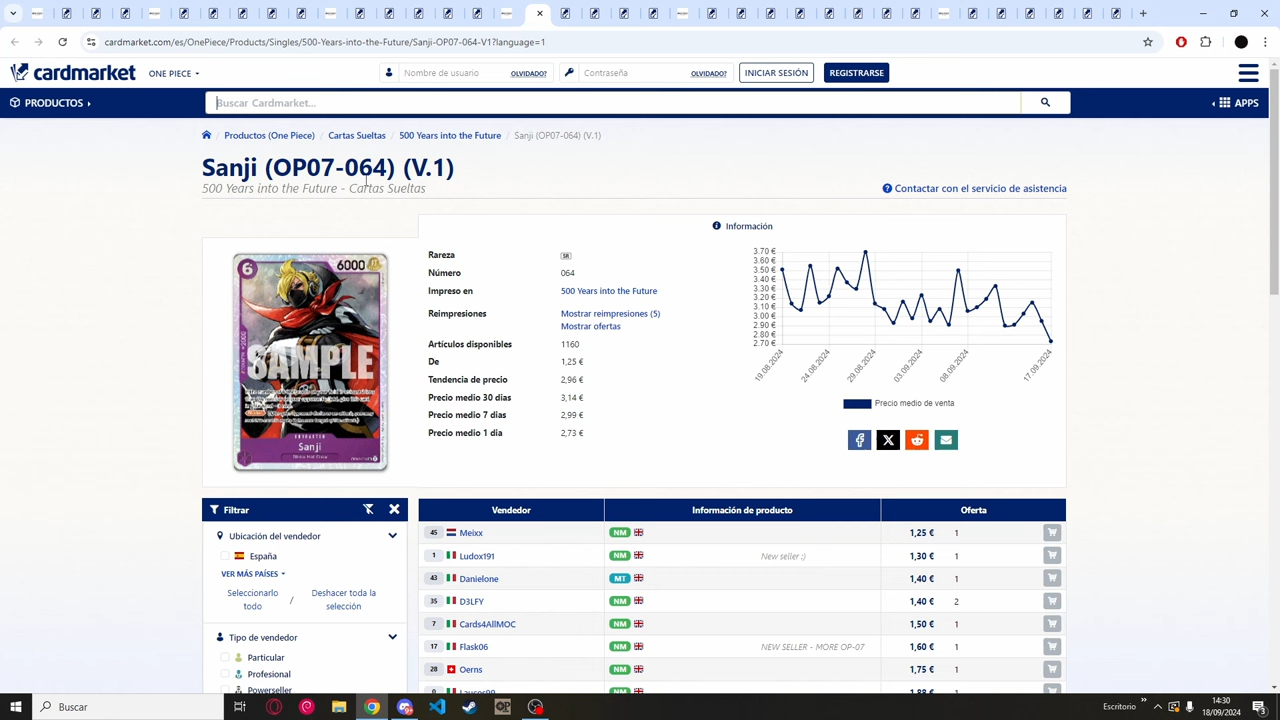 cardmarket.com/es/OnePiece/Products/Singles/500-Years-into-the-Future/Sanji-OP07-064-V1?language=1
cardmarket
ONE PIECE
Nombre de usuario
OLVIDADO?
Contraseña
OLVIDADO?
INICIAR SESIÓN
REGISTRARSE
PRODUCTOS
Buscar Cardmarket...
APPS
/ Productos (One Piece) / Cartas Sueltas / 500 Years into the Future / Sanji (OP07-064) (V.1)
Sanji (OP07-064) (V.1)
500 Years into the Future - Cartas Sueltas
Contactar con el servicio de asistencia
6
6000
SAMPLE
Sanji
Información
Rareza SR
Número 064
Impreso en 500 Years into the Future
Reimpresiones Mostrar reimpresiones (5)
Mostrar ofertas
Artículos disponibles 1160
De 1,25 €
Tendencia de precio 2,96 €
Precio medio 30 dias 3,14 €
Precio medio 7 dias 2,99 €
Precio medio 1 dia 2,73 €
3.70 €
3.60 €
3.50 €
3.40 €
3.30 €
3.20 €
3.10 €
3.00 €
2.90 €
2.80 €
2.70 €
19.08.2024
24.08.2024
29.08.2024
03.09.2024
08.09.2024
17.09.2024
Precio medio de venta
Filtrar
Ubicación del vendedor
España
VER MÁS PAÍSES
Seleccionarlo todo / Deshacer toda la selección
Tipo de vendedor
Particular
Profesional
Powerseller
Vendedor Información de producto Oferta
45 Meixx NM 1,25 € 1
1 Ludox191 NM New seller ;) 1,30 € 1
43 Danielone MT 1,40 € 1
35 D3LFY NM 1,40 € 2
7 Cards4AllMOC NM 1,50 € 1
17 Flask06 NM NEW SELLER - MORE OP-07 1,60 € 1
28 Oerns NM 1,75 € 1
Buscar
Escritorio
14:30
18/09/2024
3